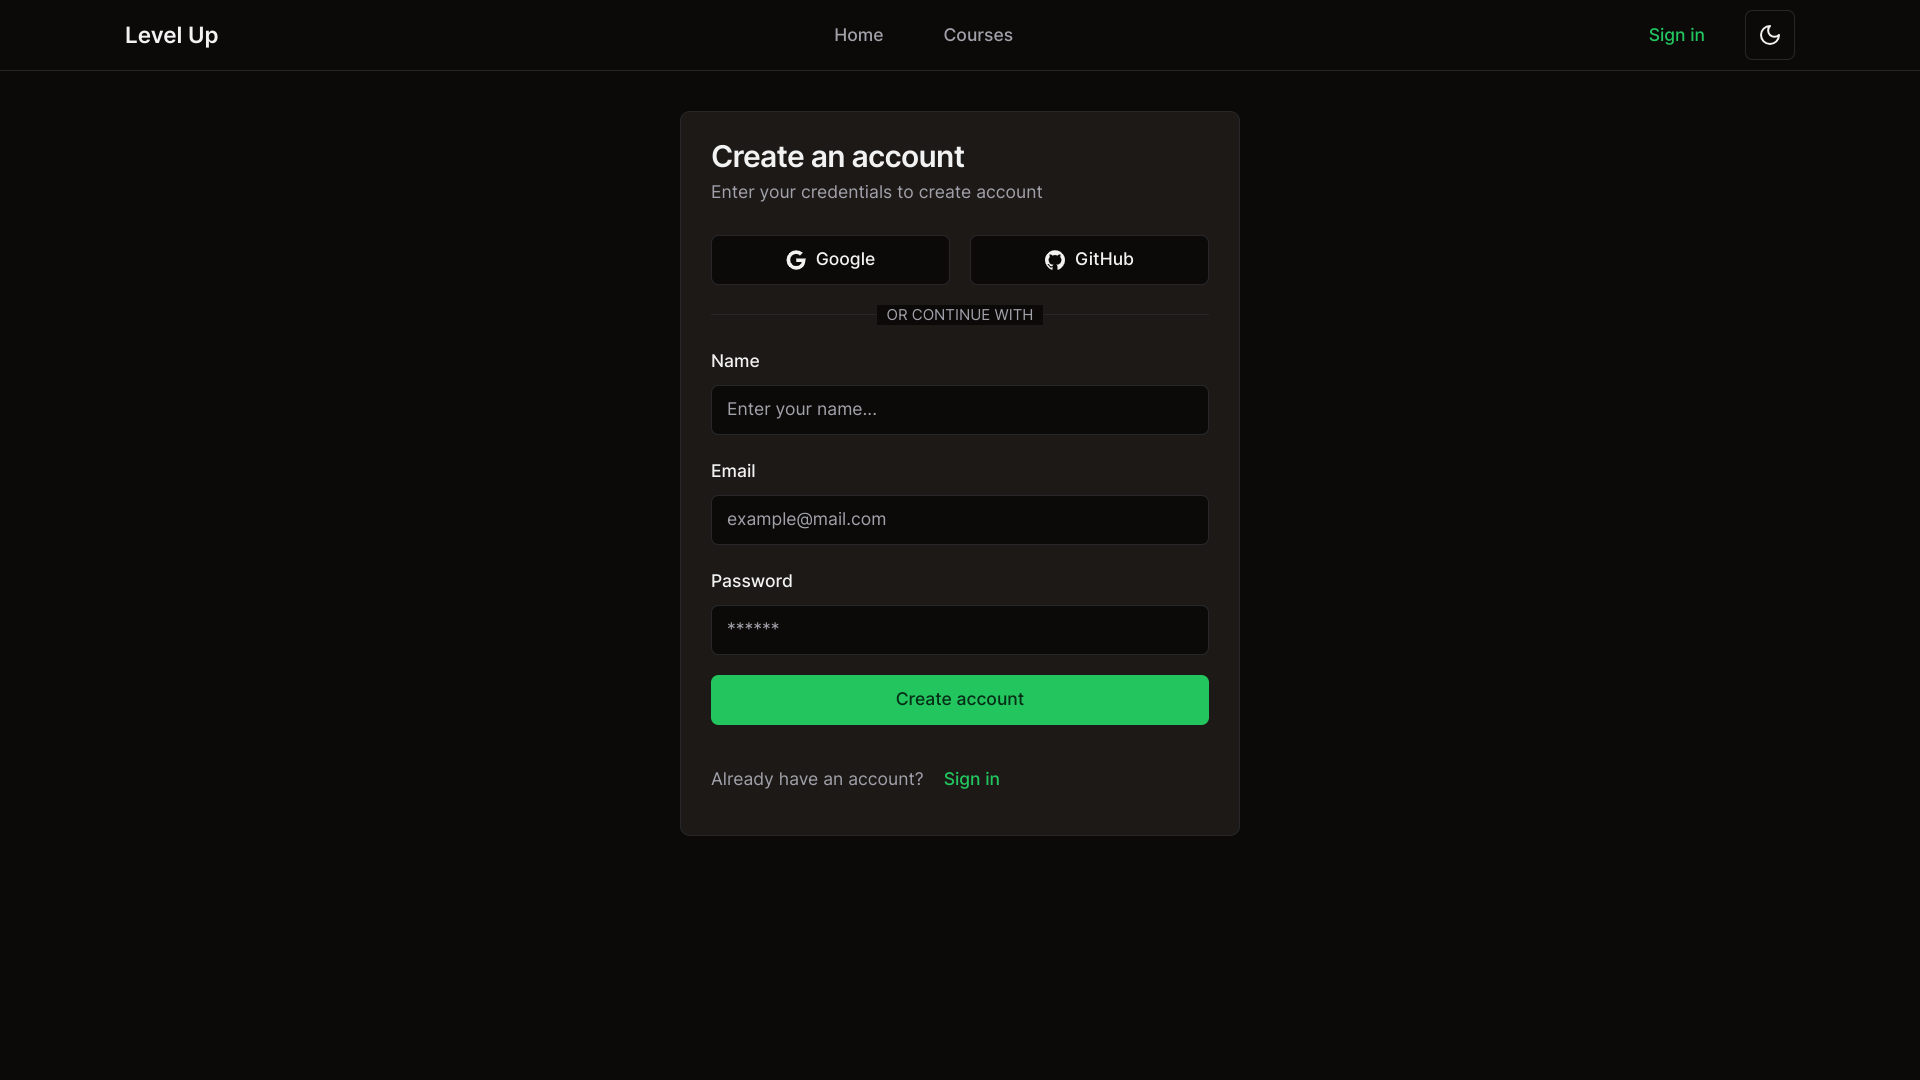 Level Up
Home
Courses
Sign in
Create an account
Enter your credentials to create account
Google
GitHub
OR CONTINUE WITH
Name
Enter your name...
Email
example@mail.com
Password
******
Create account
Already have an account? Sign in